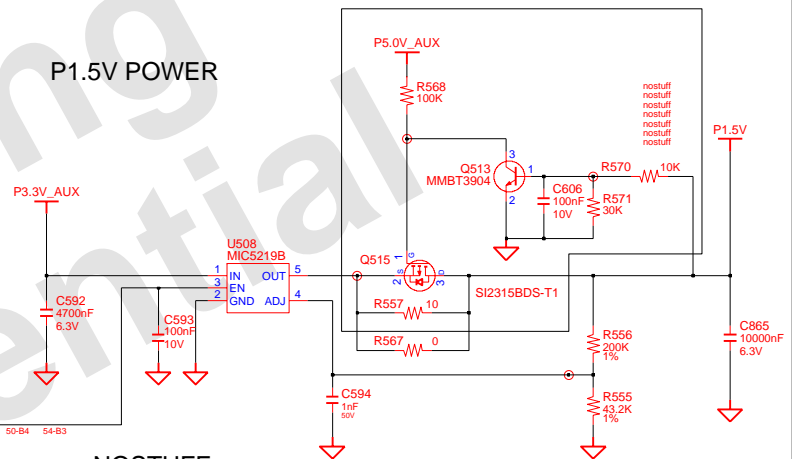 ng
ential
P1.5V POWER
P5.0V_AUX
R568
100K
nostuff
nostuff
nostuff
nostuff
nostuff
nostuff
nostuff
P1.5V
Q513
MMBT3904
3
1
2
R570
10K
C606
100nF
10V
R571
30K
P3.3V_AUX
U508
MIC5219B
1
IN
OUT
5
3
EN
2
GND
ADJ
4
Q515
1
G
2
S
3
D
SI2315BDS-T1
C592
4700nF
6.3V
C593
100nF
10V
R557
10
R567
0
R556
200K
1%
C865
10000nF
6.3V
C594
1nF
50V
R555
43.2K
1%
50-B4
54-B3